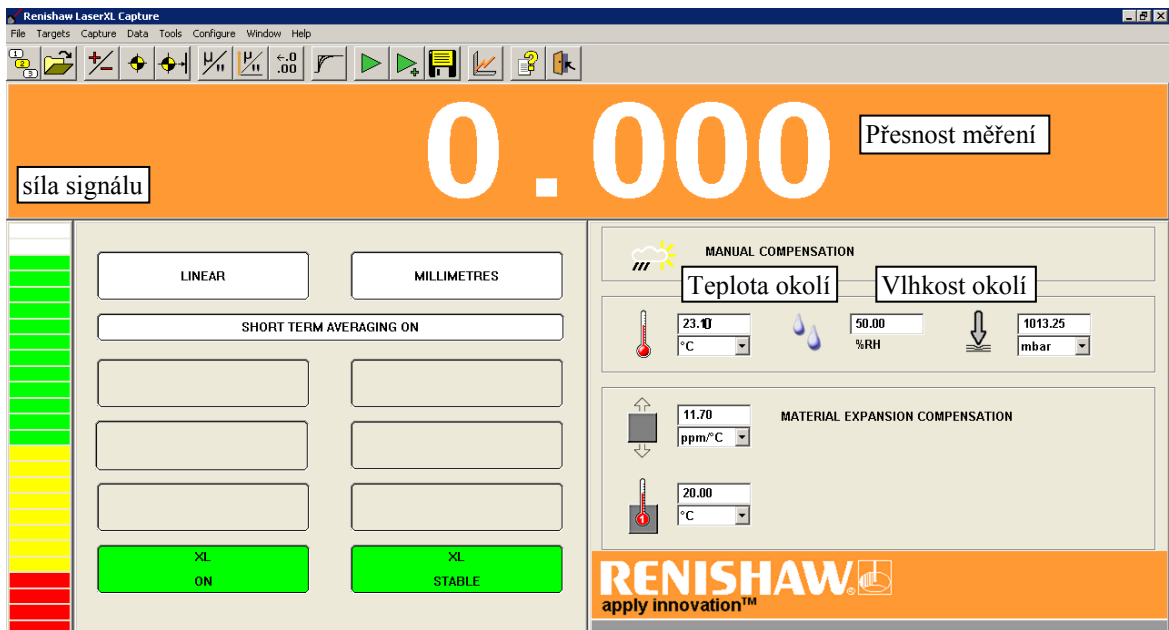 Renishaw LaserXL Capture
File Targets Capture Data Tools Configure Window Help
0.000
Přesnost měření
síla signálu
LINEAR
MILLIMETRES
SHORT TERM AVERAGING ON
XL
ON
XL
STABLE
MANUAL COMPENSATION
Teplota okolí
Vlhkost okolí
23.10
50.00
1013.25
°C
%RH
mbar
11.70
MATERIAL EXPANSION COMPENSATION
ppm/°C
20.00
°C
1
RENISHAW
apply innovation™